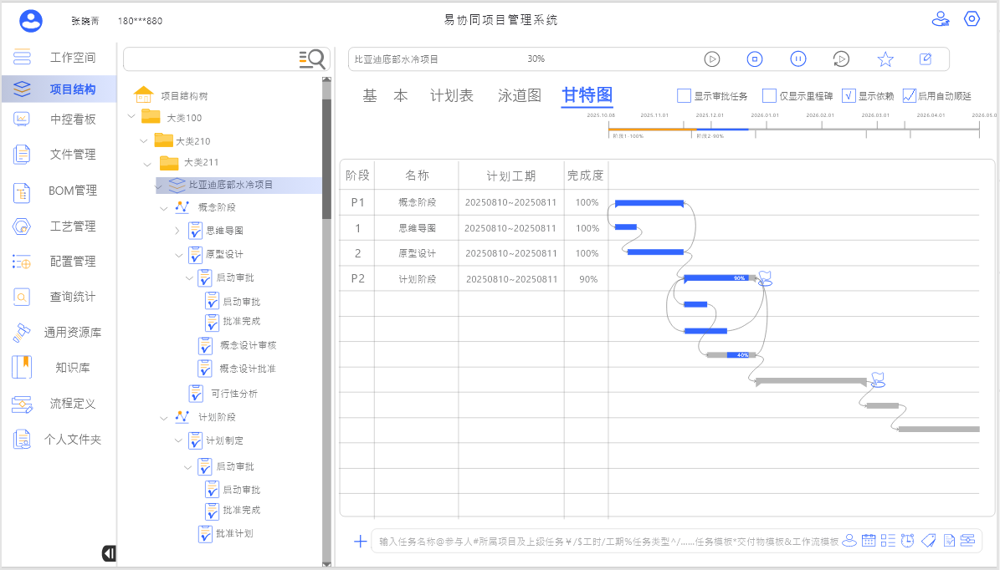 张晓菁 180***880 易协同项目管理系统
工作空间
项目结构
中控看板
文件管理
BOM管理
工艺管理
配置管理
查询统计
通用资源库
知识库
流程定义
个人文件夹
项目结构树
大类100
大类210
大类211
比亚迪底部水冷项目
概念阶段
思维导图
原型设计
启动审批
启动审批
批准完成
概念设计审核
概念设计批准
可行性分析
计划阶段
计划制定
启动审批
启动审批
批准完成
批准计划
比亚迪底部水冷项目 30%
基 本 计划表 泳道图 甘特图 显示审批任务 仅显示里程碑 √ 显示依赖 启用自动顺延
2025.10.08 2025.11.01 2025.12.01 2026.01.01 2026.02.01 2026.03.01 2026.04.01 2026.05.0
阶段1-100% 阶段2-90%
阶段 名称 计划工期 完成度
P1 概念阶段 20250810~20250811 100%
1 思维导图 20250810~20250811 100%
2 原型设计 20250810~20250811 100%
P2 计划阶段 20250810~20250811 90% 90%
40%
输入任务名称@参与人#所属项目及上级任务￥/$工时/工期%任务类型^/……任务模板*交付物模板&工作流模板